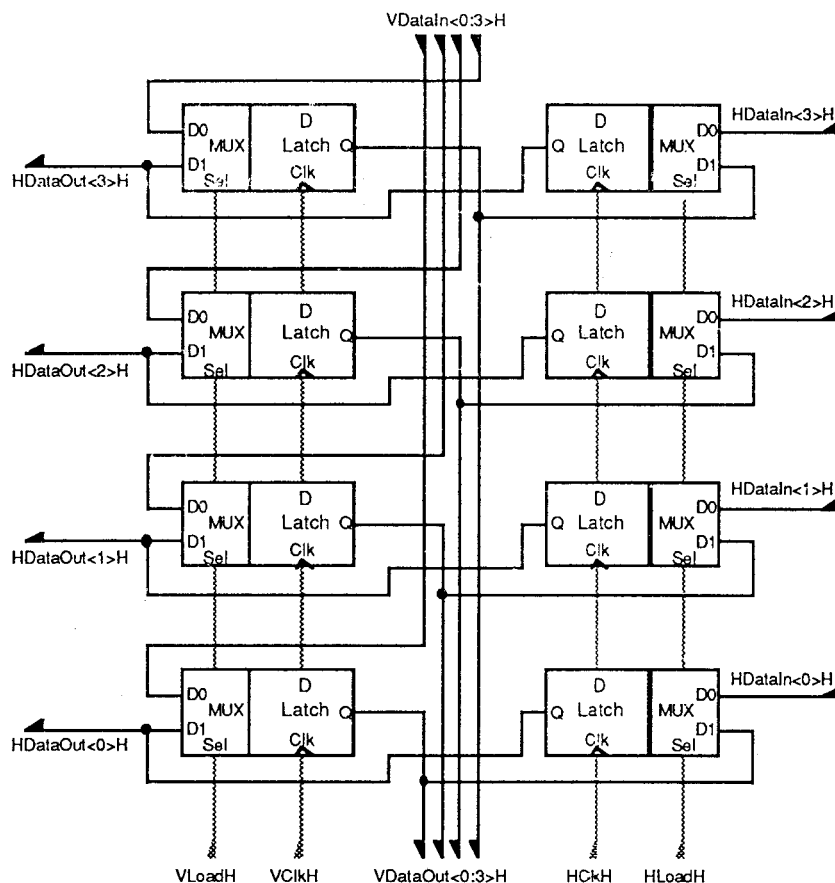 VDataIn<0:3>H
D0
MUX
D1
Sel
D
Latch
Q
Clk
D
Q
Latch
Clk
D0
MUX
D1
Sel
HDataIn<3>H
HDataOut<3>H
D0
MUX
D1
Sel
D
Latch
Q
Clk
D
Q
Latch
Clk
D0
MUX
D1
Sel
HDataIn<2>H
HDataOut<2>H
D0
MUX
D1
Sel
D
Latch
Q
Clk
D
Q
Latch
Clk
D0
MUX
D1
Sel
HDataIn<1>H
HDataOut<1>H
D0
MUX
D1
Sel
D
Latch
Q
Clk
D
Q
Latch
Clk
D0
MUX
D1
Sel
HDataIn<0>H
HDataOut<0>H
VLoadH
VClkH
VDataOut<0:3>H
HClkH
HLoadH